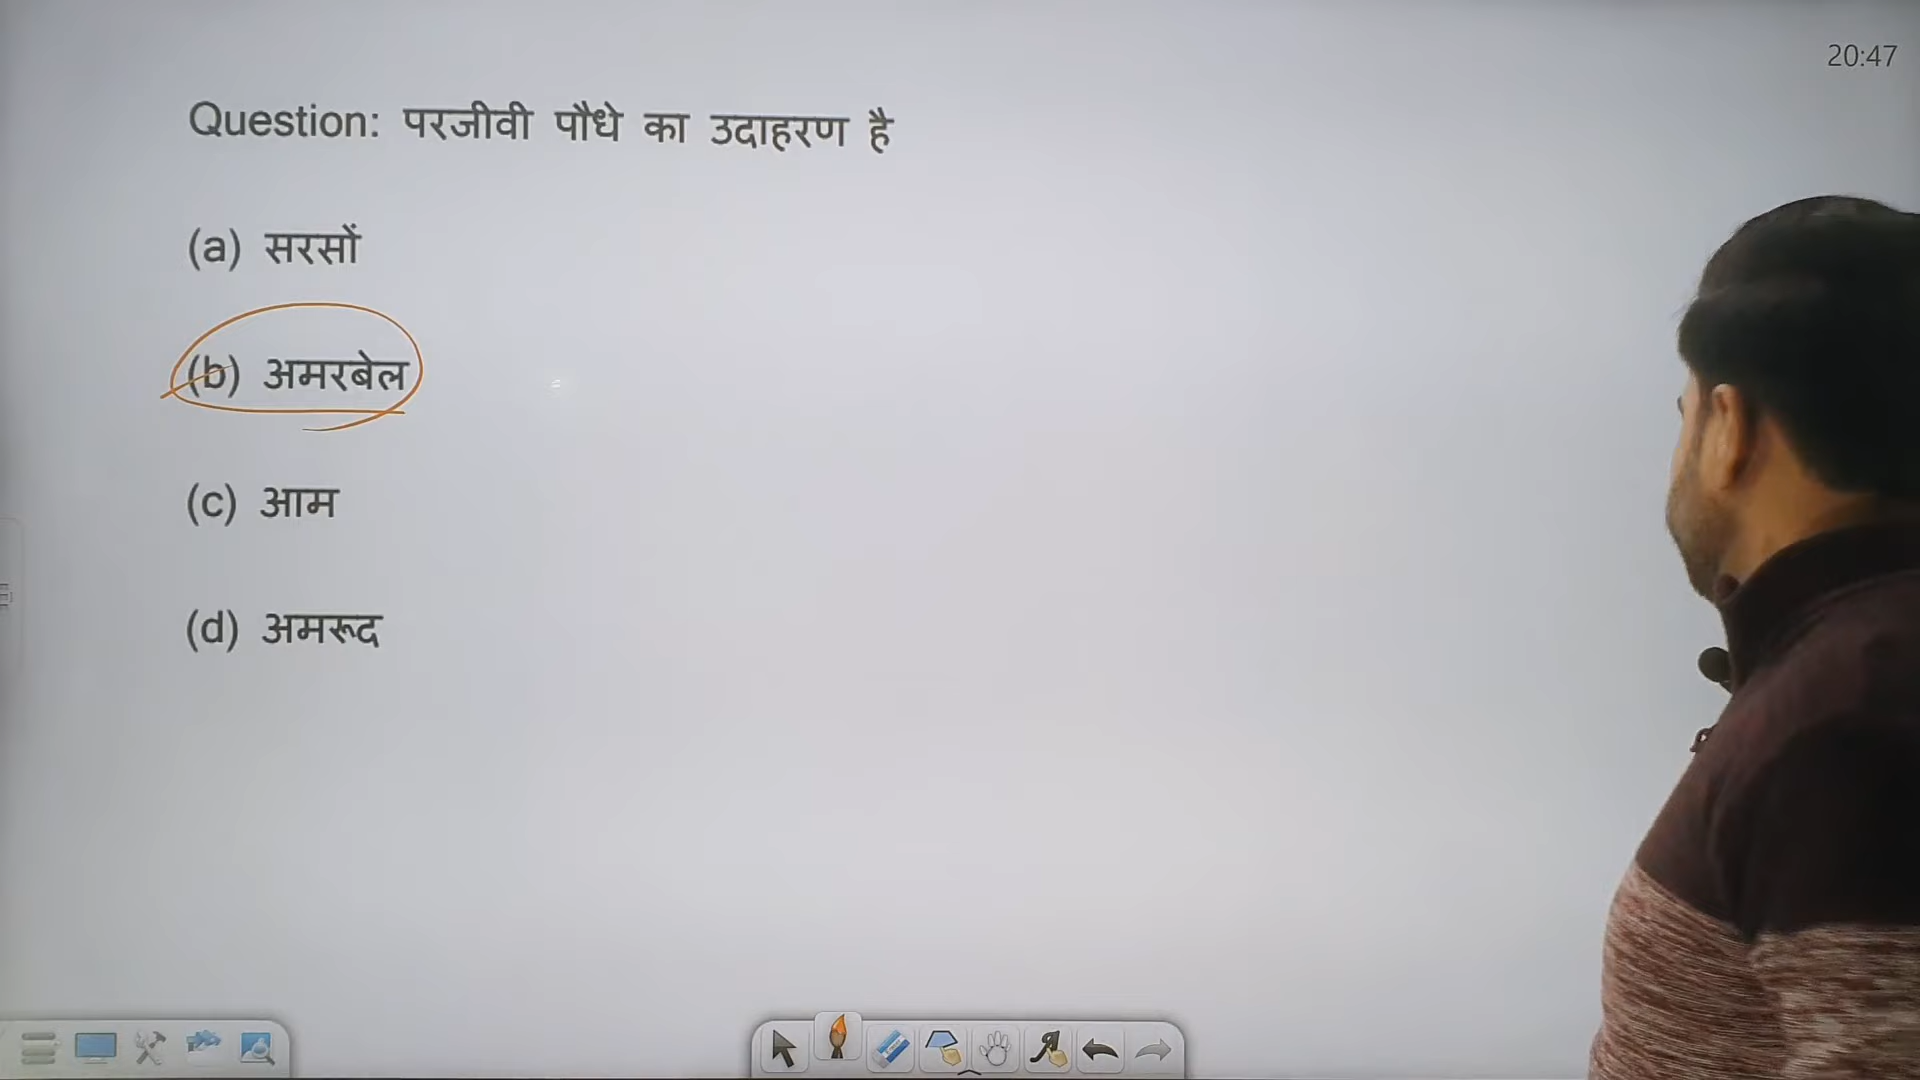 20:47
Question: परजीवी पौधे का उदाहरण है
(a) सरसों
(b) अमरबेल
(c) आम
(d) अमरूद